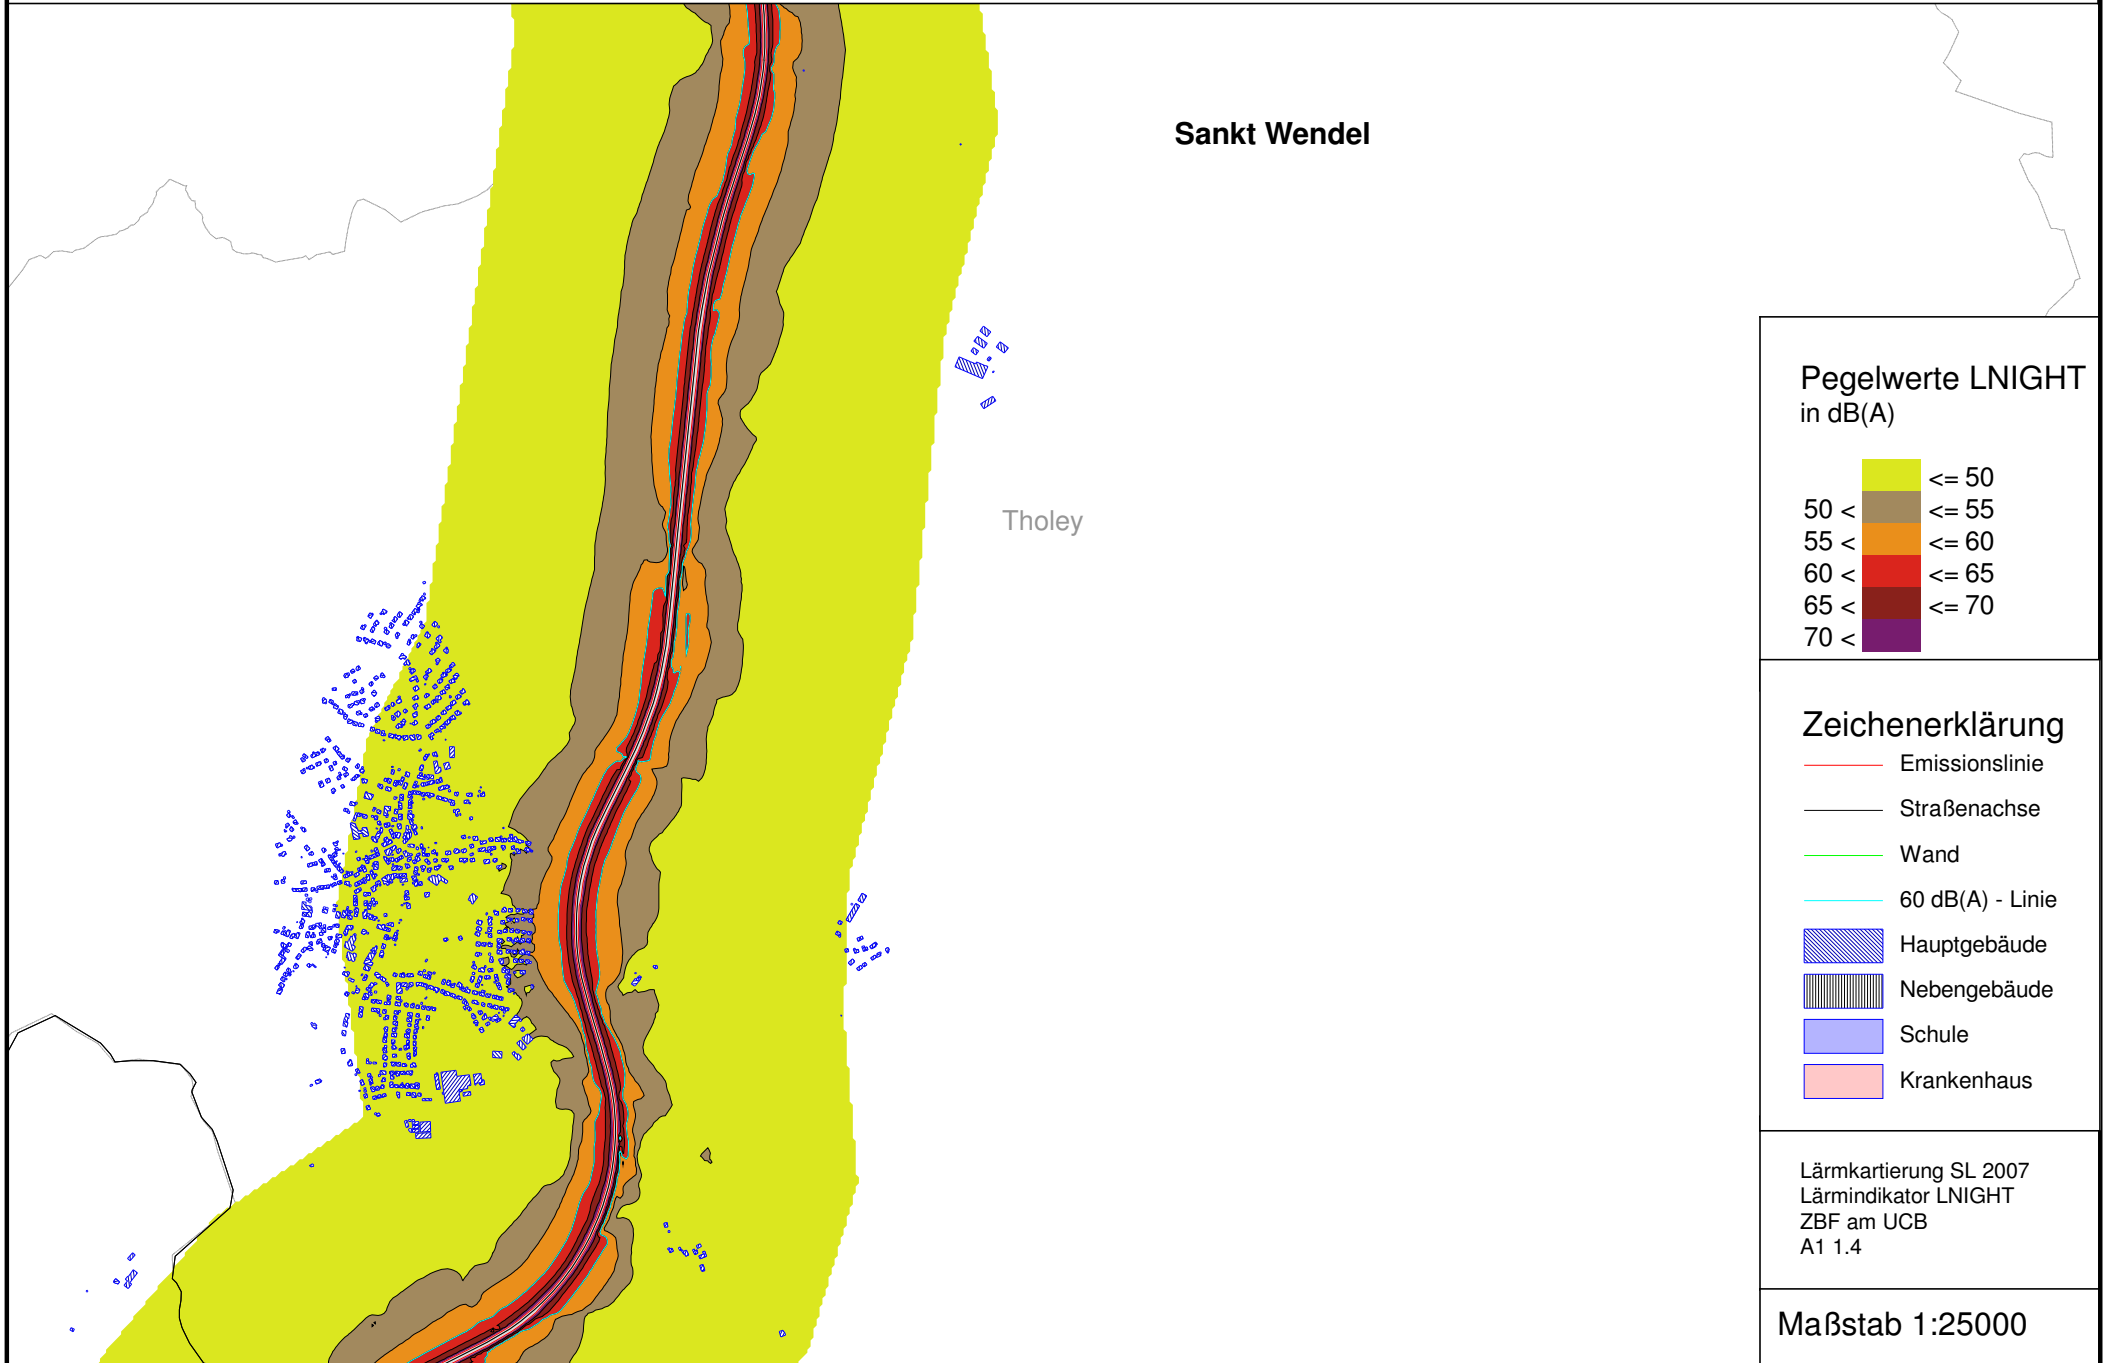 Sankt Wendel
Tholey
Pegelwerte LNIGHT
in dB(A)
<= 50
50 < <= 55
55 < <= 60
60 < <= 65
65 < <= 70
70 <
Zeichenerklärung
Emissionslinie
Straßenachse
Wand
60 dB(A) - Linie
Hauptgebäude
Nebengebäude
Schule
Krankenhaus
Lärmkartierung SL 2007
Lärmindikator LNIGHT
ZBF am UCB
A1 1.4
Maßstab 1:25000